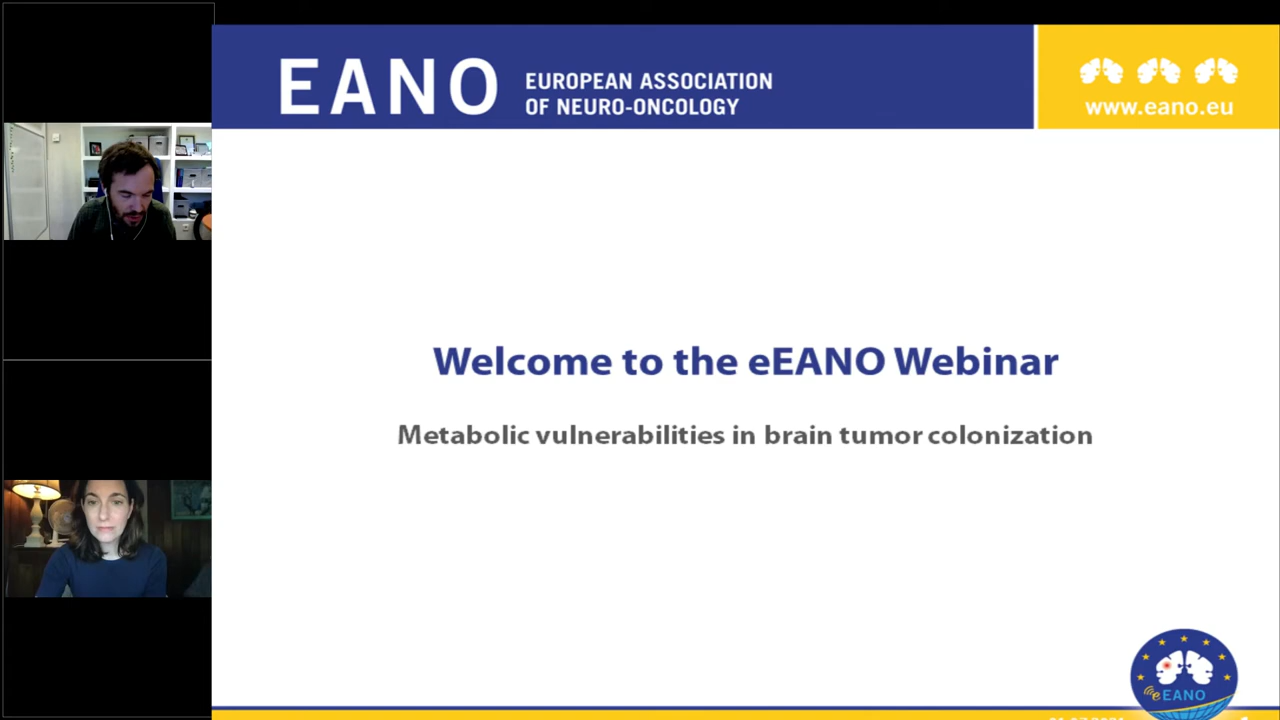 EANO
EUROPEAN ASSOCIATION
OF NEURO-ONCOLOGY
www.eano.eu
Welcome to the eEANO Webinar
Metabolic vulnerabilities in brain tumor colonization
eEANO